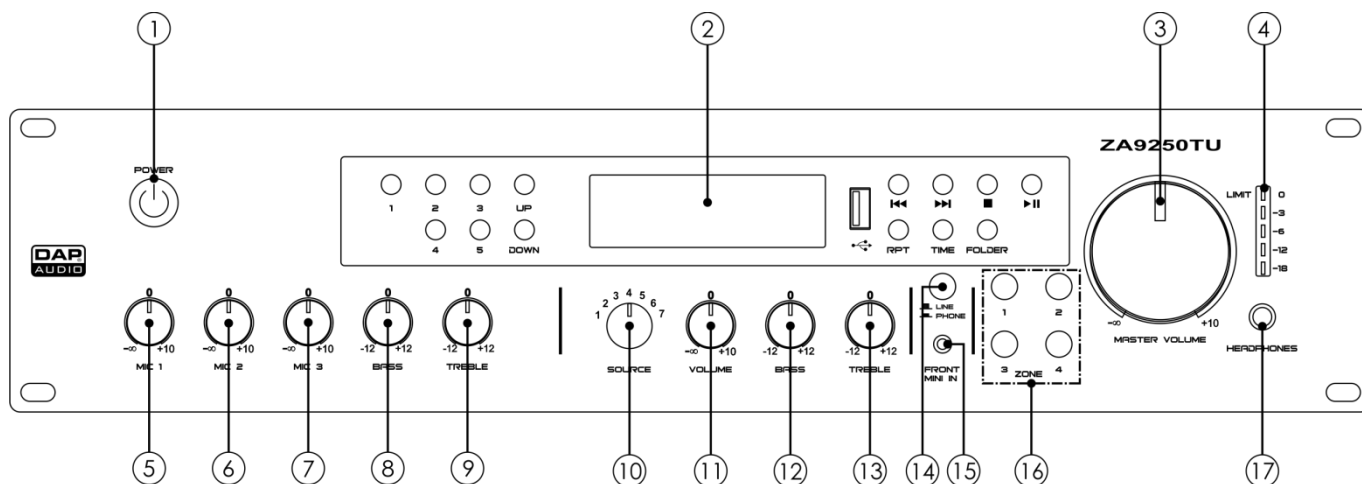 1 2 3 4
ZA9250TU
POWER
1 2 3 UP
4 5 DOWN
RPT TIME FOLDER
LIMIT 0
-3
-6
-12
-18
DAP
AUDIO
0
-∞ +10
MIC 1
0
-∞ +10
MIC 2
0
-∞ +10
MIC 3
0
-12 +12
BASS
0
-12 +12
TREBLE
1 2 3 4 5 6 7
SOURCE
0
-∞ +10
VOLUME
0
-12 +12
BASS
0
-12 +12
TREBLE
LINE
PHONE
FRONT
MINI IN
1 2
3 4
ZONE
-∞ +10
MASTER VOLUME
HEADPHONES
5 6 7 8 9 10 11 12 13 14 15 16 17